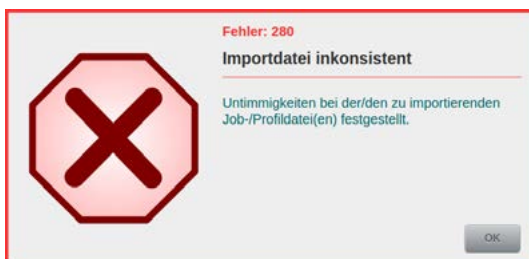 Fehler: 280
Importdatei inkonsistent
Untimmigkeiten bei der/den zu importierenden
Job-/Profildatei(en) festgestellt.
OK